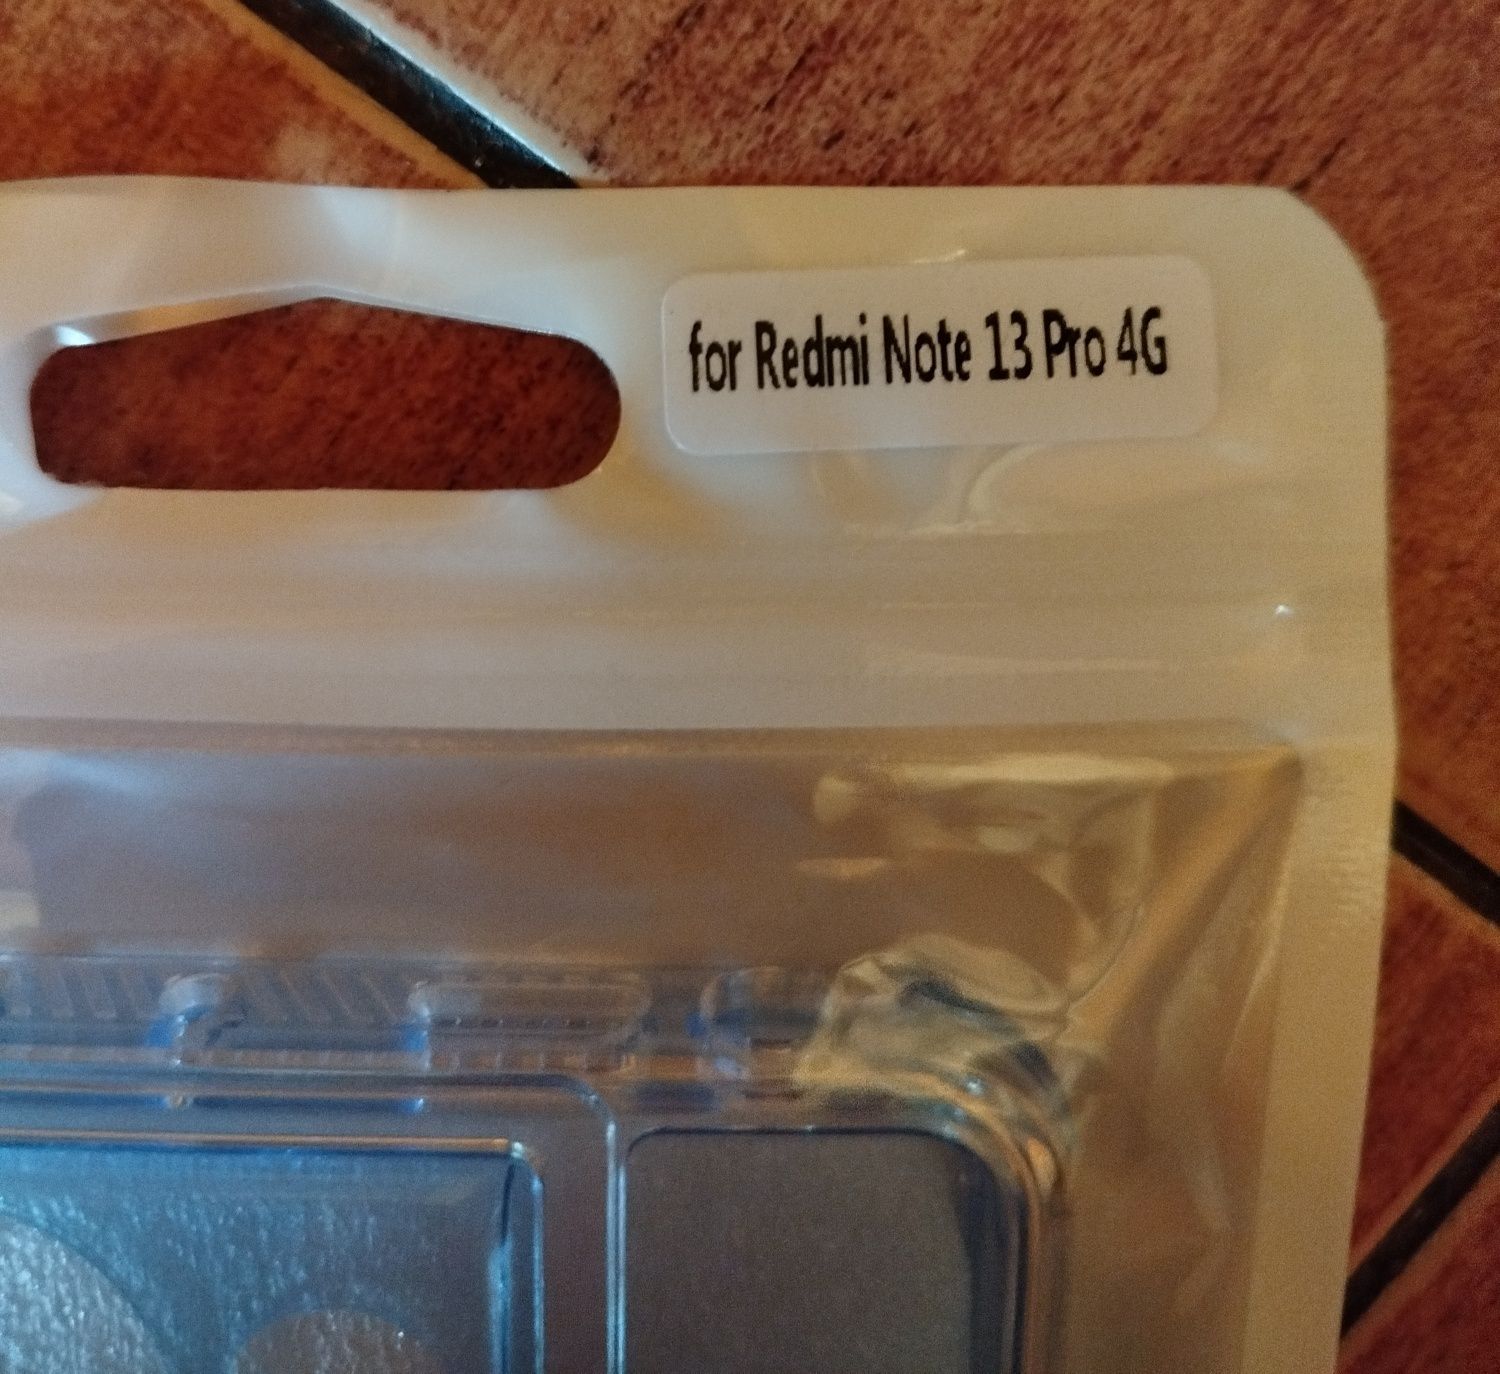 for Redmi Note 13 Pro 4G